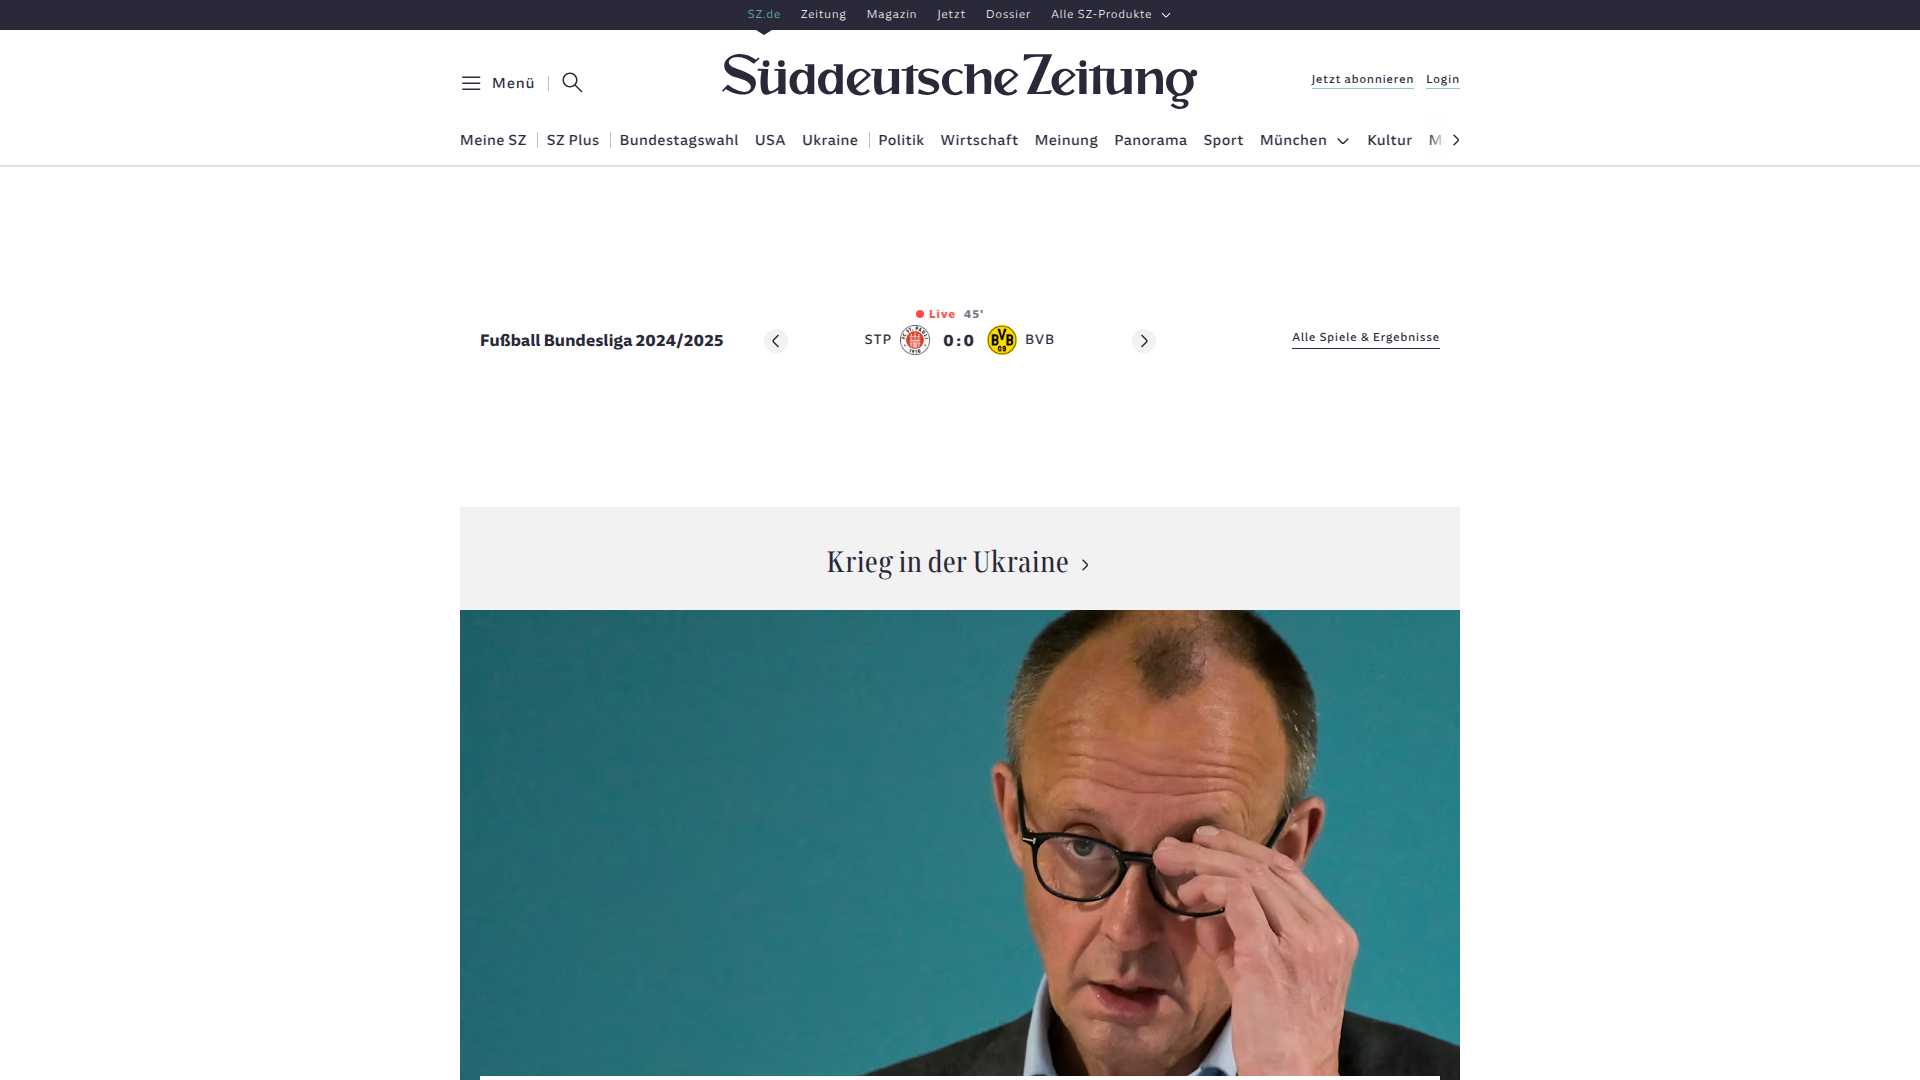 SZ.de Zeitung Magazin Jetzt Dossier Alle SZ-Produkte
Menü
Süddeutsche Zeitung
Jetzt abonnieren Login
Meine SZ SZ Plus Bundestagswahl USA Ukraine Politik Wirtschaft Meinung Panorama Sport München Kultur M
Fußball Bundesliga 2024/2025
Live 45'
STP 0:0 BVB
Alle Spiele & Ergebnisse
Krieg in der Ukraine